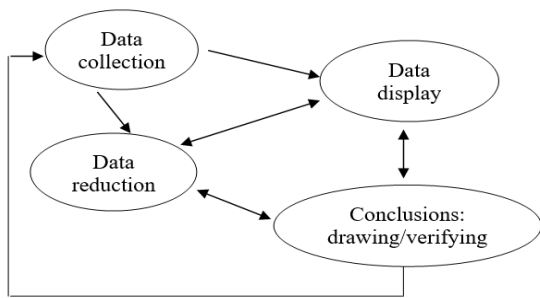 Data
collection
Data
display
Data
reduction
Conclusions:
drawing/verifying